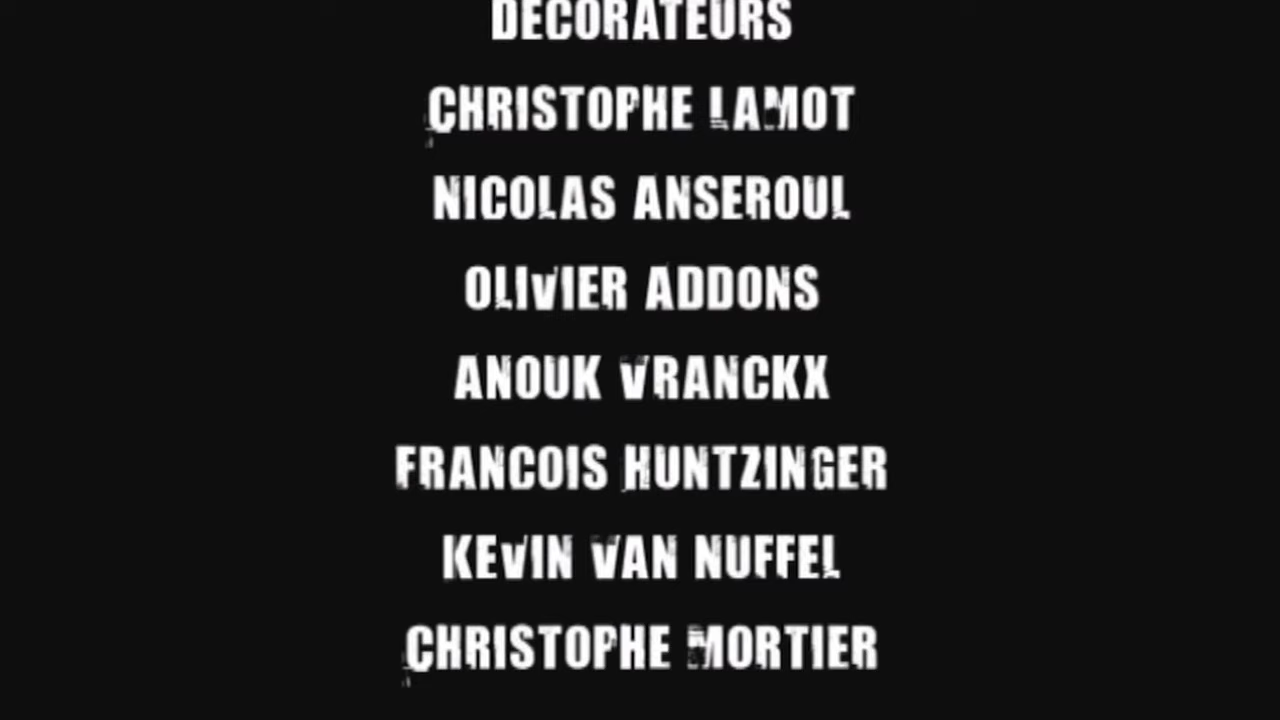 DECORATEURS
CHRISTOPHE LAMOT
NICOLAS ANSEROUL
OLIVIER ADDONS
ANOUK VRANCKX
FRANCOIS HUNTZINGER
KEVIN VAN NUFFEL
CHRISTOPHE MORTIER